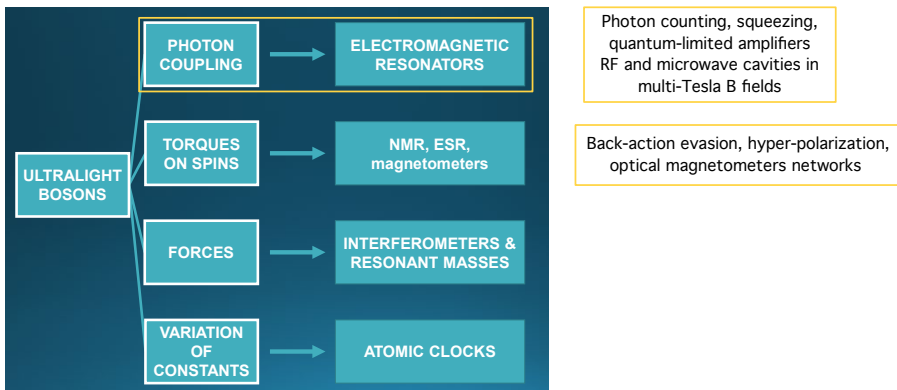 PHOTON
COUPLING
ELECTROMAGNETIC
RESONATORS
Photon counting, squeezing,
quantum-limited amplifiers
RF and microwave cavities in
multi-Tesla B fields
TORQUES
ON SPINS
NMR, ESR,
magnetometers
Back-action evasion, hyper-polarization,
optical magnetometers networks
ULTRALIGHT
BOSONS
FORCES
INTERFEROMETERS &
RESONANT MASSES
VARIATION
OF
CONSTANTS
ATOMIC CLOCKS